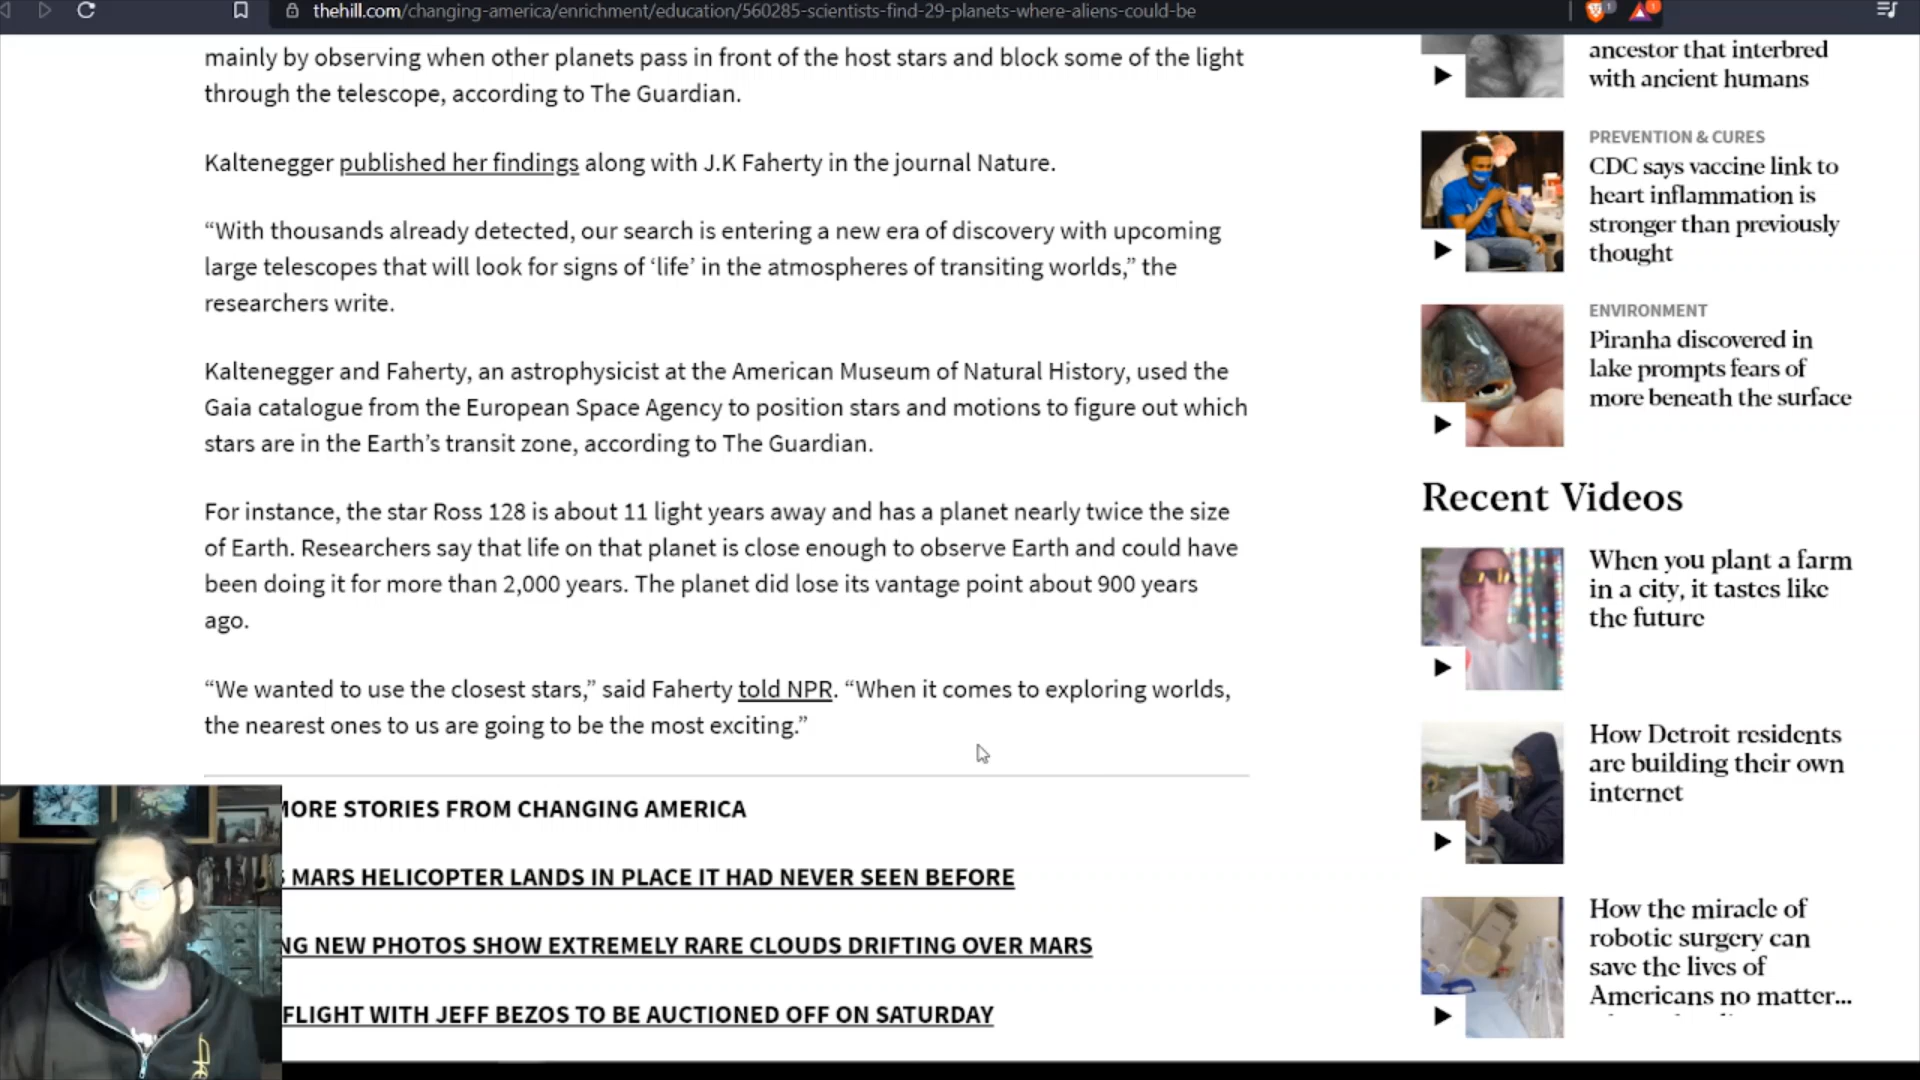 thehill.com/changing-america/enrichment/education/560285-scientists-find-29-planets-where-aliens-could-be
mainly by observing when other planets pass in front of the host stars and block some of the light
through the telescope, according to The Guardian.
Kaltenegger published her findings along with J.K Faherty in the journal Nature.
“With thousands already detected, our search is entering a new era of discovery with upcoming
large telescopes that will look for signs of ‘life’ in the atmospheres of transiting worlds,” the
researchers write.
Kaltenegger and Faherty, an astrophysicist at the American Museum of Natural History, used the
Gaia catalogue from the European Space Agency to position stars and motions to figure out which
stars are in the Earth’s transit zone, according to The Guardian.
For instance, the star Ross 128 is about 11 light years away and has a planet nearly twice the size
of Earth. Researchers say that life on that planet is close enough to observe Earth and could have
been doing it for more than 2,000 years. The planet did lose its vantage point about 900 years
ago.
“We wanted to use the closest stars,” said Faherty told NPR. “When it comes to exploring worlds,
the nearest ones to us are going to be the most exciting.”
MORE STORIES FROM CHANGING AMERICA
MARS HELICOPTER LANDS IN PLACE IT HAD NEVER SEEN BEFORE
NEW PHOTOS SHOW EXTREMELY RARE CLOUDS DRIFTING OVER MARS
FLIGHT WITH JEFF BEZOS TO BE AUCTIONED OFF ON SATURDAY
ancestor that interbred
with ancient humans
PREVENTION & CURES
CDC says vaccine link to
heart inflammation is
stronger than previously
thought
ENVIRONMENT
Piranha discovered in
lake prompts fears of
more beneath the surface
Recent Videos
When you plant a farm
in a city, it tastes like
the future
How Detroit residents
are building their own
internet
How the miracle of
robotic surgery can
save the lives of
Americans no matter...